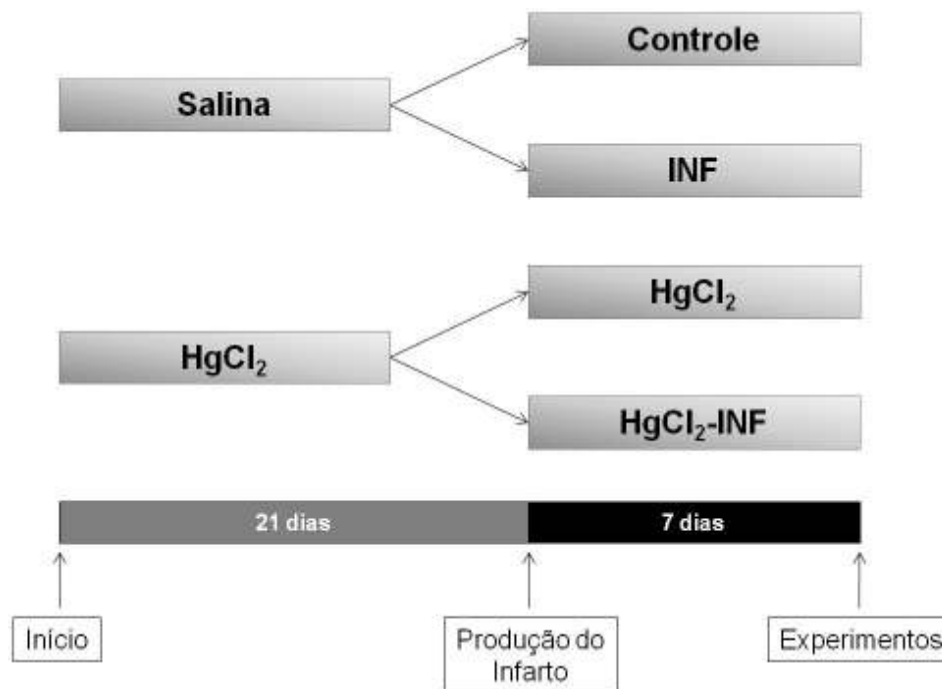 Controle
Salina
INF
HgCl₂
HgCl₂
HgCl₂-INF
21 dias
7 dias
Início
Produção do
Infarto
Experimentos